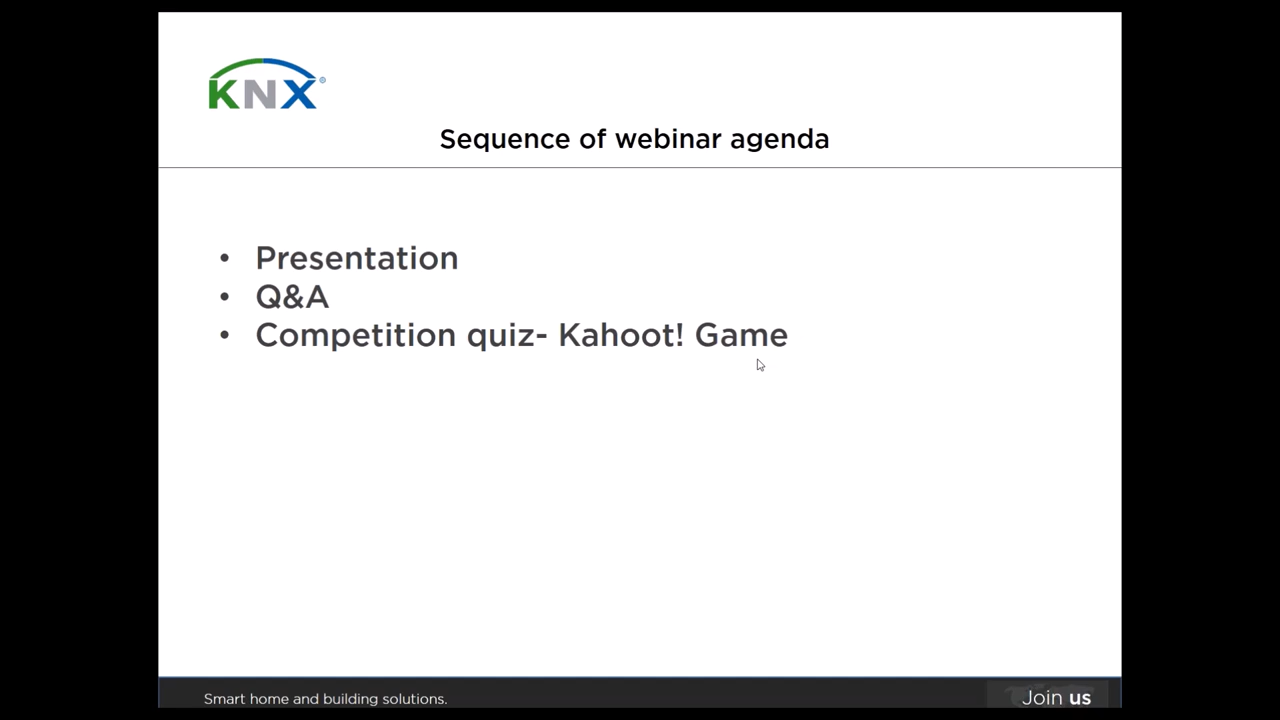 KNX®
Sequence of webinar agenda
• Presentation
• Q&A
• Competition quiz- Kahoot! Game
Smart home and building solutions.
Join us